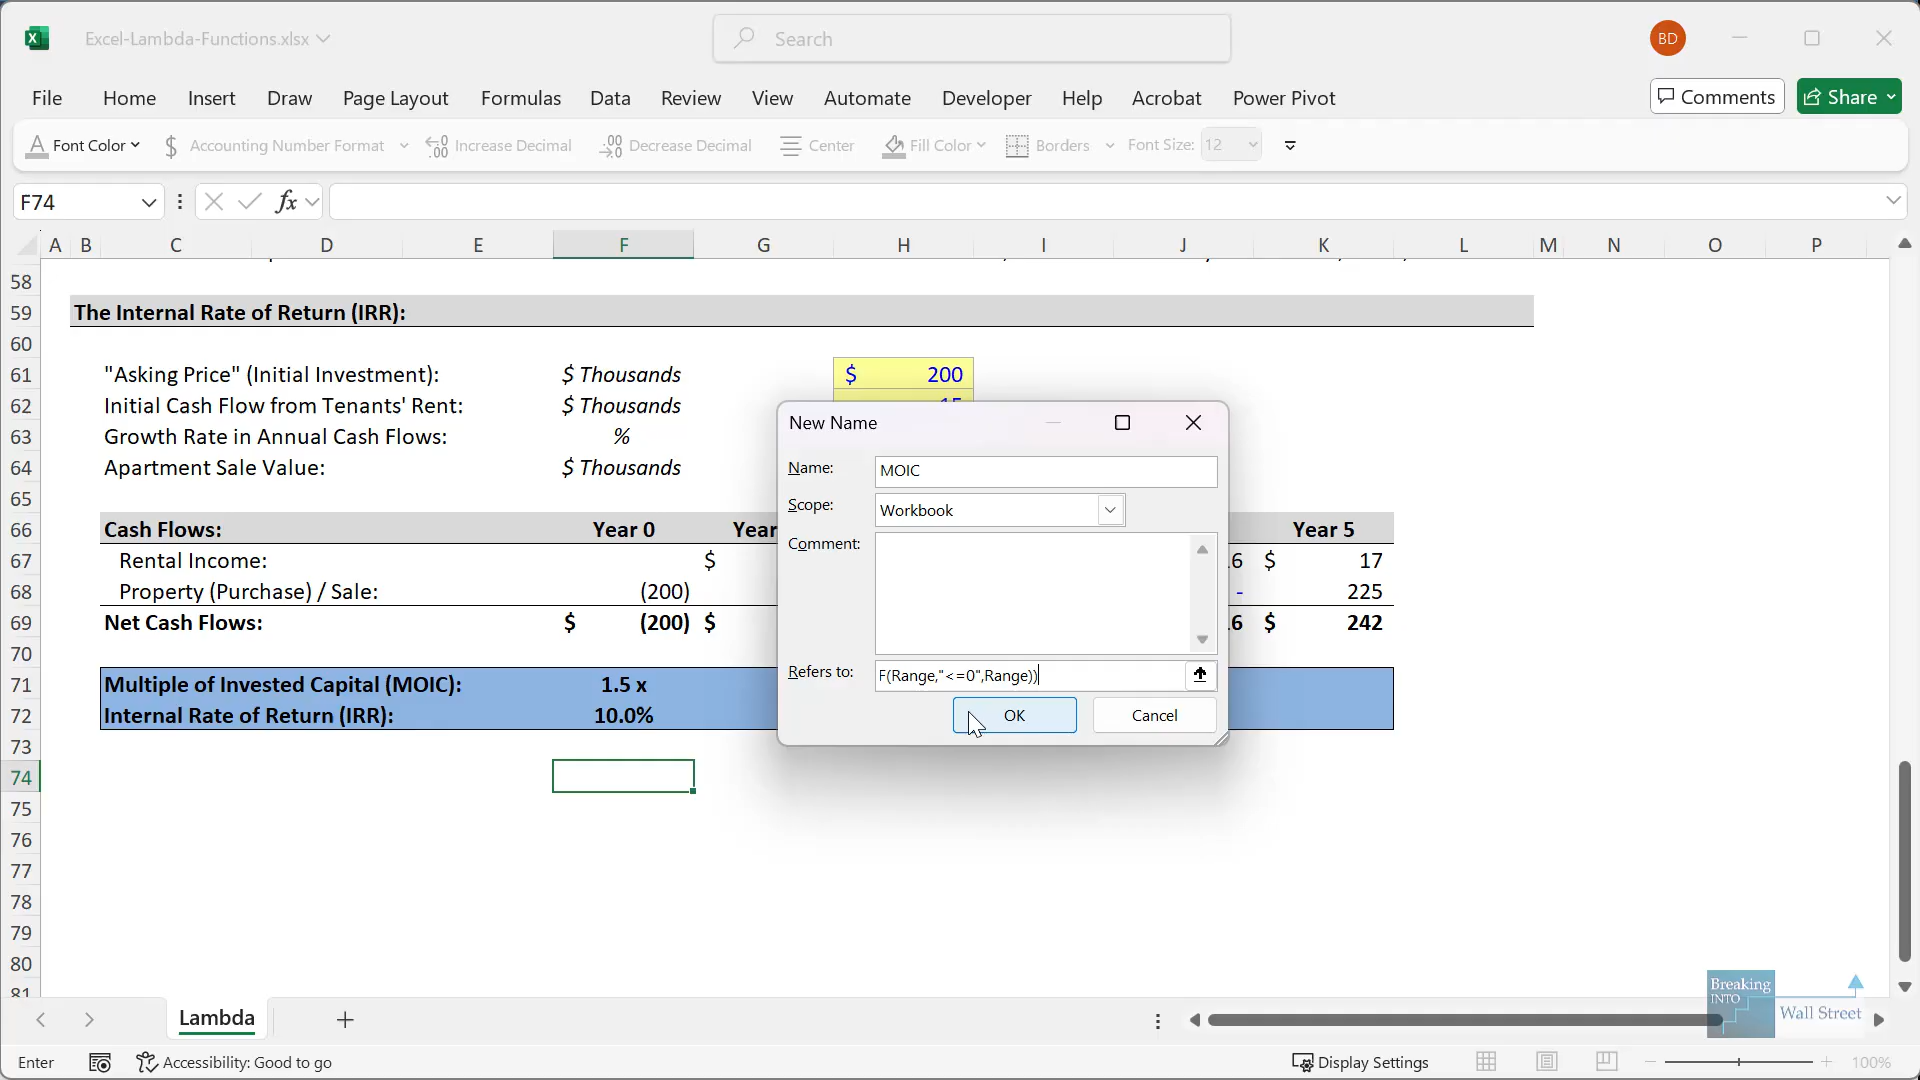 Excel-Lambda-Functions.xlsx
Search
BD
File Home Insert Draw Page Layout Formulas Data Review View Automate Developer Help Acrobat Power Pivot
Comments Share
Font Color $ Accounting Number Format Increase Decimal Decrease Decimal Center Fill Color Borders Font Size: 12
F74 fx
A B C D E F G H I J K L M N O P
58
59 The Internal Rate of Return (IRR):
60
61 "Asking Price" (Initial Investment): $ Thousands $ 200
62 Initial Cash Flow from Tenants' Rent: $ Thousands
63 Growth Rate in Annual Cash Flows: %
64 Apartment Sale Value: $ Thousands
65
66 Cash Flows: Year 0 Year Year 5
67 Rental Income: $ 6 $ 17
68 Property (Purchase) / Sale: (200) - 225
69 Net Cash Flows: $ (200) $ 6 $ 242
70
71 Multiple of Invested Capital (MOIC): 1.5 x
72 Internal Rate of Return (IRR): 10.0%
73
74
75
76
77
78
79
80
81
New Name
Name: MOIC
Scope: Workbook
Comment:
Refers to: F(Range,"<=0",Range))
OK Cancel
Breaking
INTO
Wall Street
Lambda
Enter Accessibility: Good to go Display Settings 100%